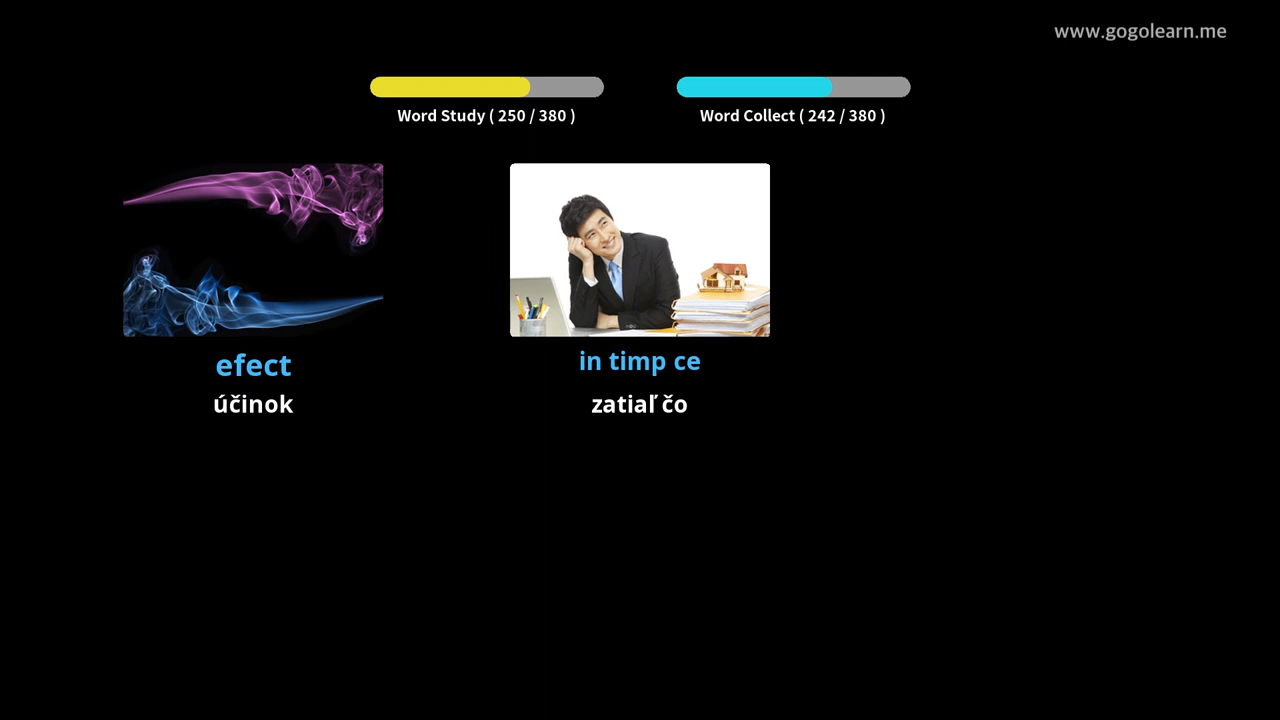 www.gogolearn.me
Word Study ( 250 / 380 )
Word Collect ( 242 / 380 )
efect
in timp ce
účinok
zatiaľ čo